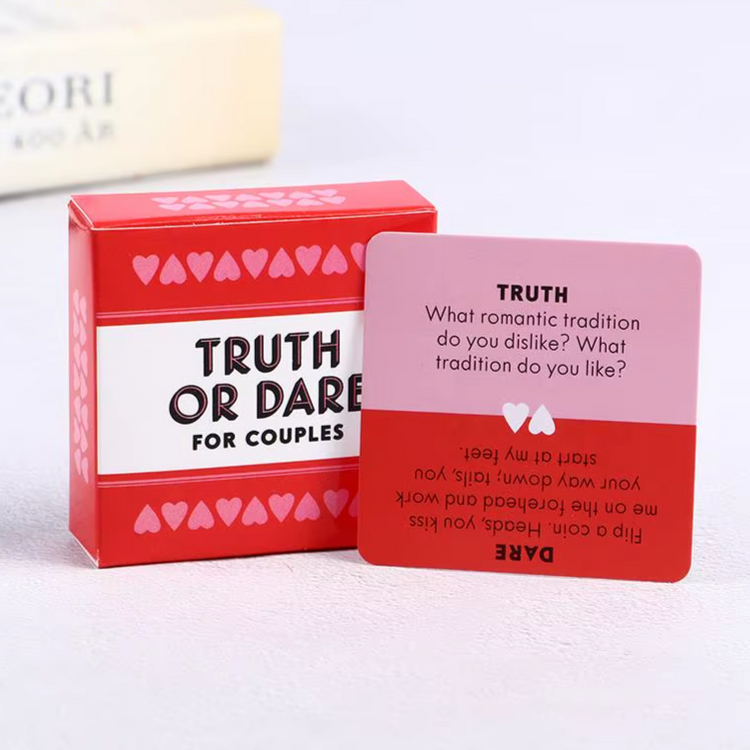 EORI
400 ÅR
TRUTH
OR DARE
FOR COUPLES
TRUTH
What romantic tradition
do you dislike? What
tradition do you like?
DARE
Flip a coin. Heads, you kiss
me on the forehead and work
your way down; tails, you
start at my feet.